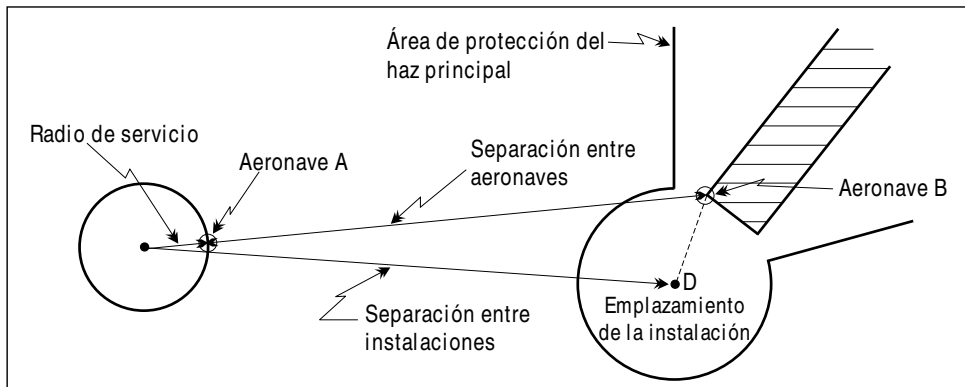 Área de protección del
haz principal
Radio de servicio
Aeronave A
Separación entre
aeronaves
Aeronave B
D
Emplazamiento
de la instalación
Separación entre
instalaciones